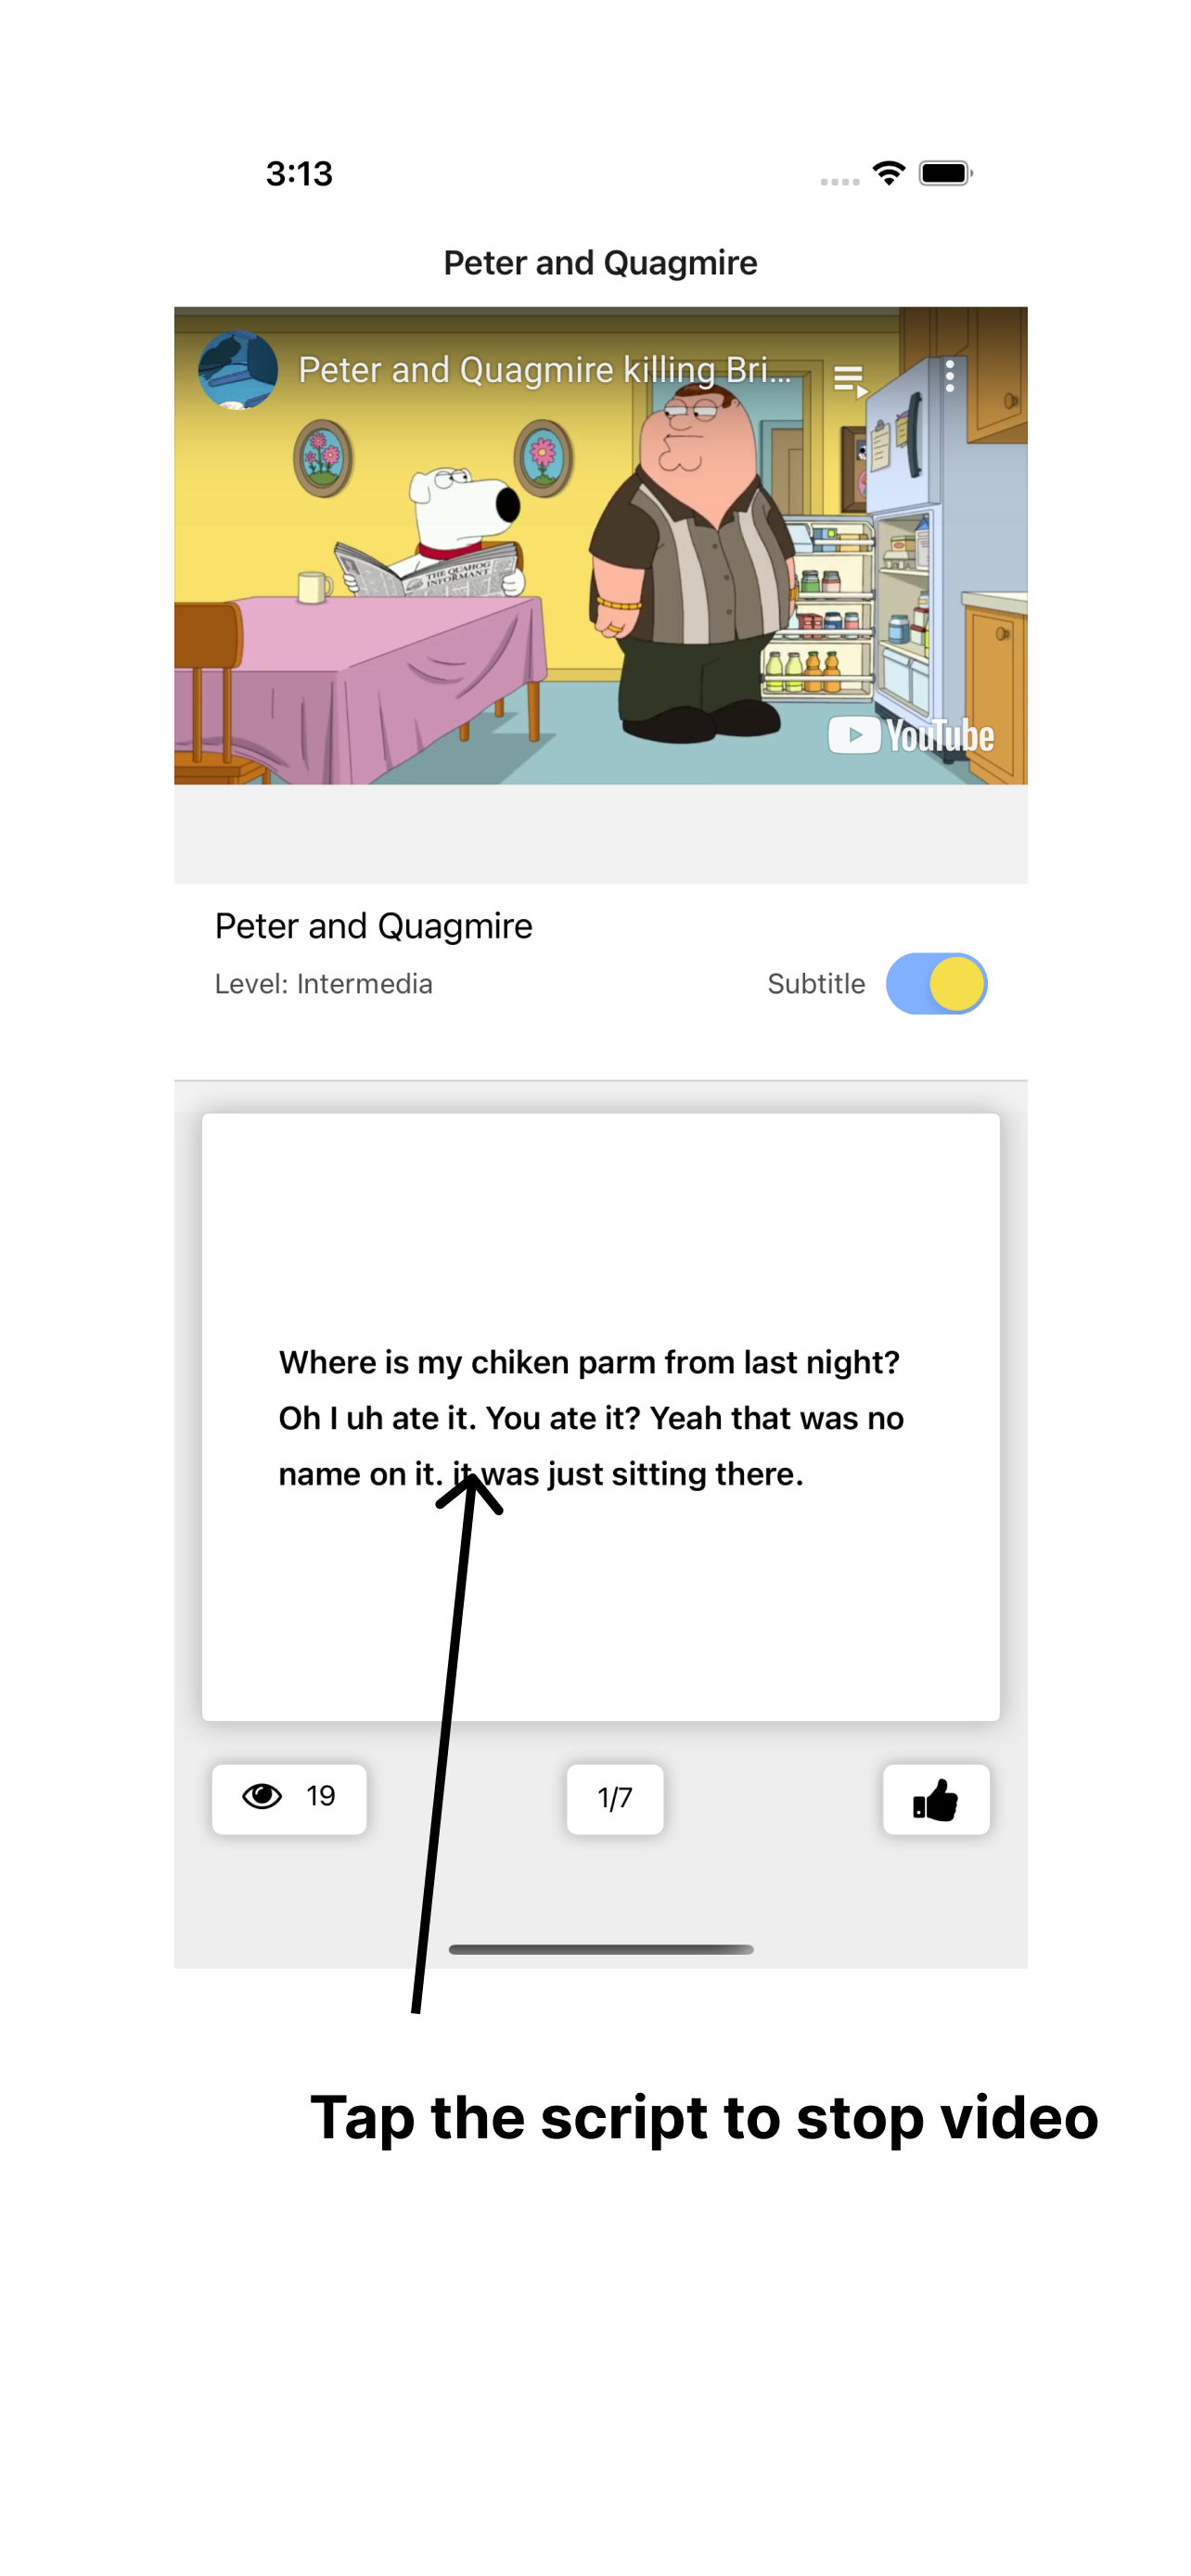 3:13
Peter and Quagmire
Peter and Quagmire killing Bri...
THE QUAHOG
INFORMANT
YouTube
Peter and Quagmire
Level: Intermedia
Subtitle
Where is my chiken parm from last night?
Oh I uh ate it. You ate it? Yeah that was no
name on it. it was just sitting there.
19
1/7
Tap the script to stop video